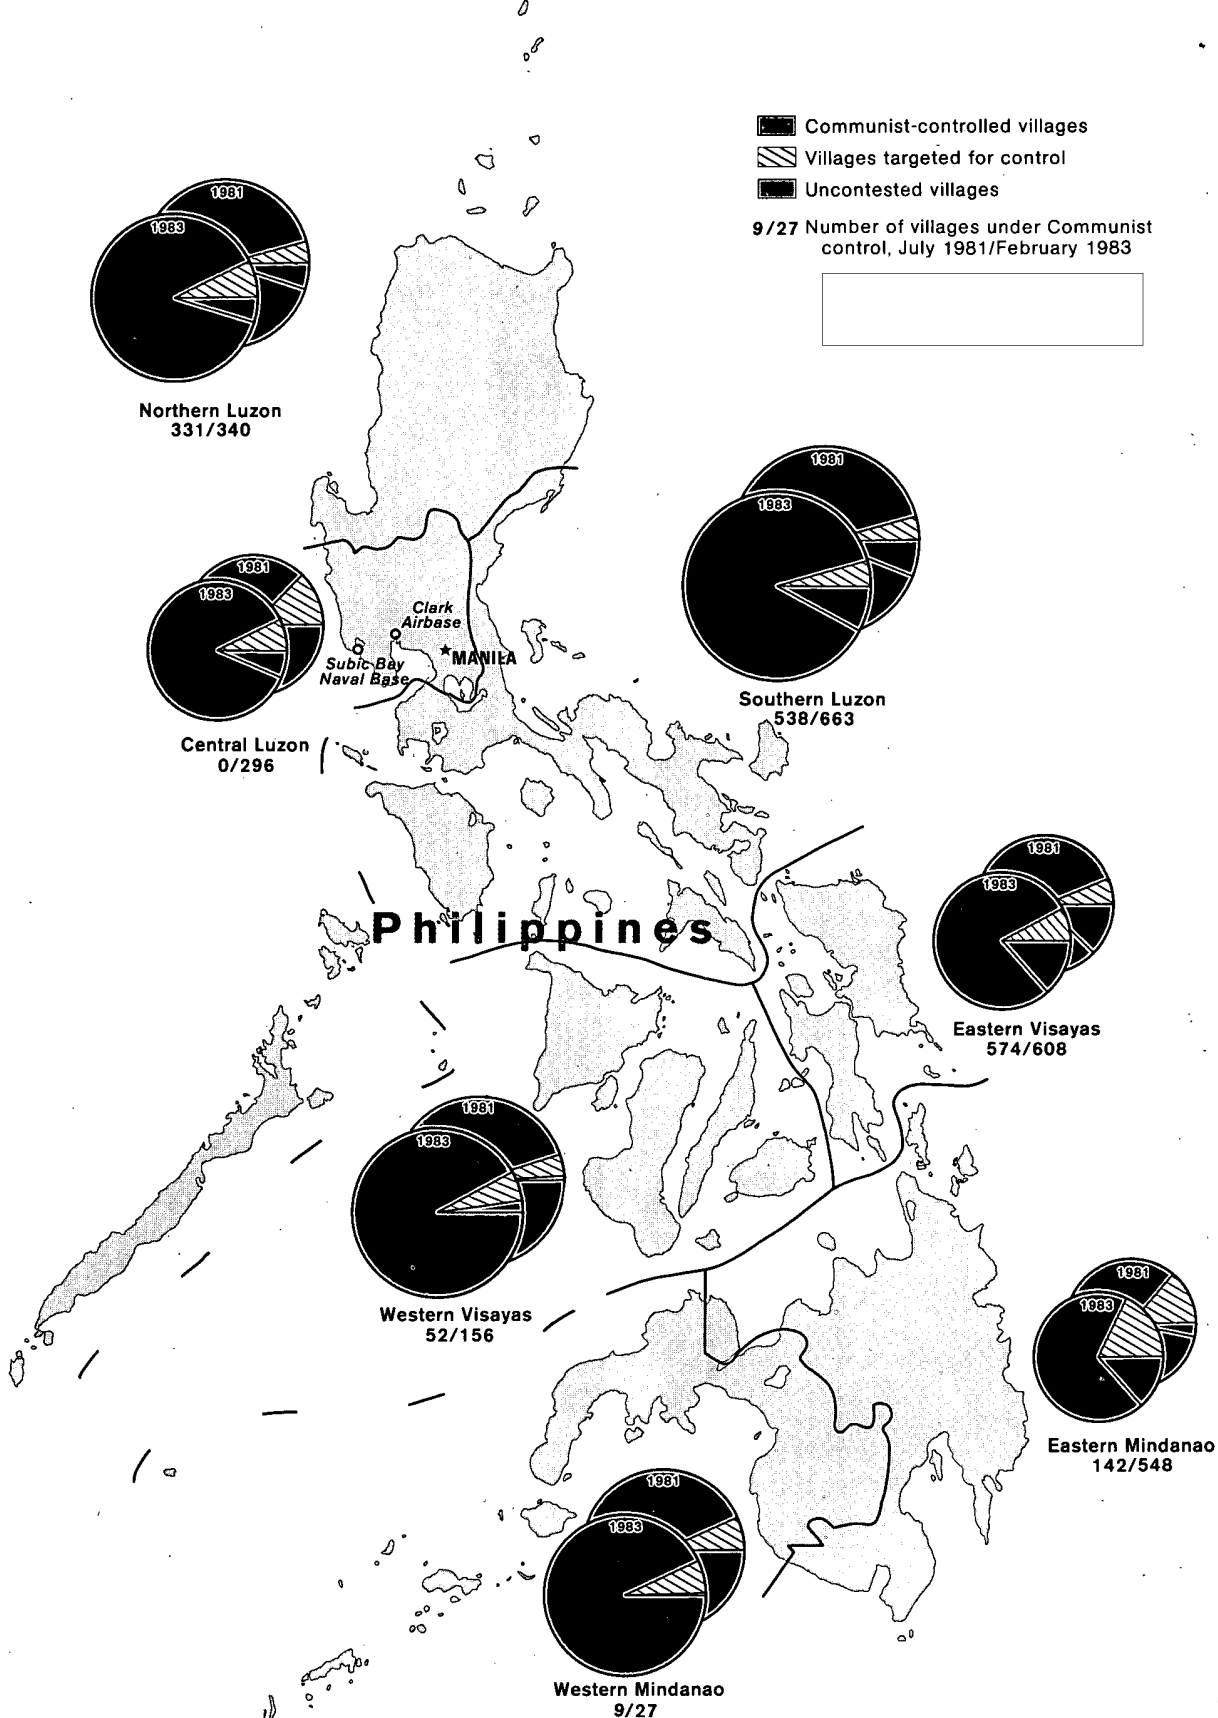 Communist-controlled villages
Villages targeted for control
Uncontested villages
9/27 Number of villages under Communist
control, July 1981/February 1983
1981
1983
Northern Luzon
331/340
1981
1983
Southern Luzon
538/663
1981
1983
Central Luzon
0/296
Clark
Airbase
MANILA
Subic Bay
Naval Base
Philippines
1981
1983
Eastern Visayas
574/608
1981
1983
Western Visayas
52/156
1981
1983
Eastern Mindanao
142/548
1981
1983
Western Mindanao
9/27